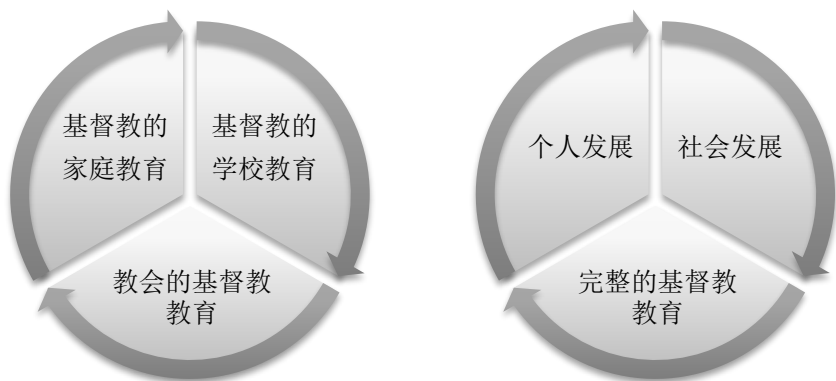 基督教的
家庭教育
基督教的
学校教育
教会的基督教
教育
个人发展
社会发展
完整的基督教
教育